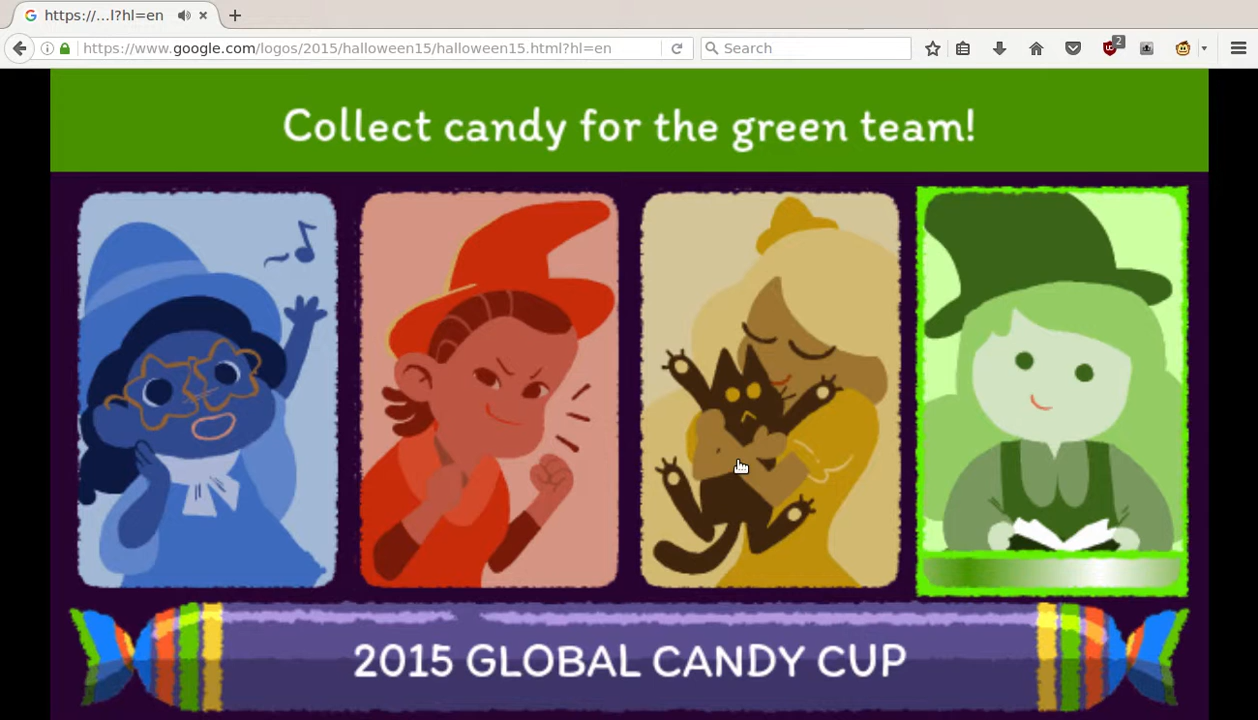 https://...l?hl=en
https://www.google.com/logos/2015/halloween15/halloween15.html?hl=en
Search
2
Collect candy for the green team!
2015 GLOBAL CANDY CUP